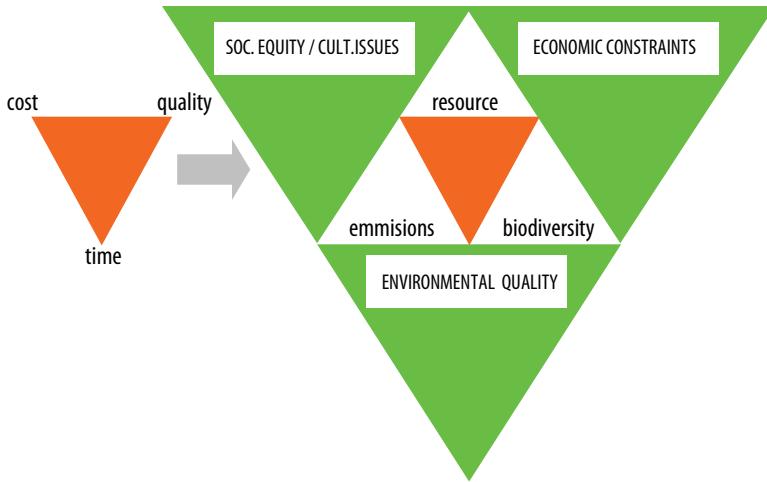 SOC. EQUITY / CULT.ISSUES
ECONOMIC CONSTRAINTS
cost
quality
resource
time
emmisions
biodiversity
ENVIRONMENTAL QUALITY